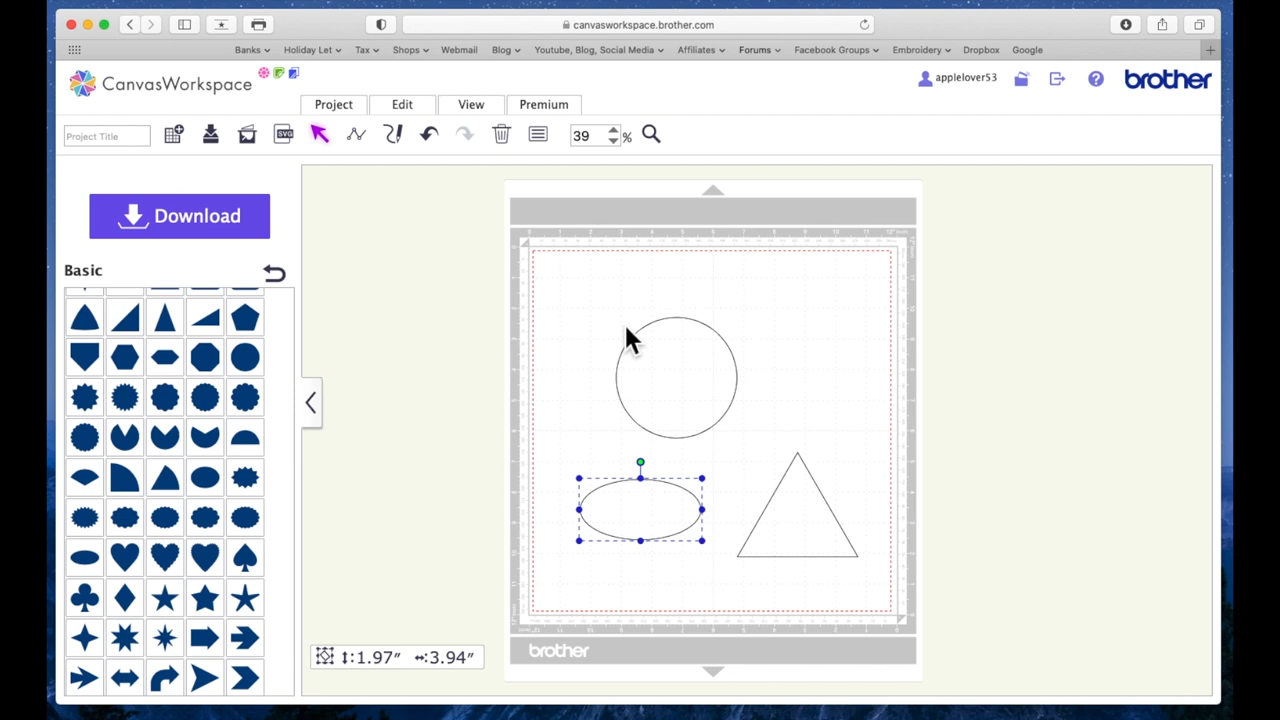 canvasworkspace.brother.com
Banks Holiday Let Tax Shops Webmail Blog Youtube, Blog, Social Media Affiliates Forums Facebook Groups Embroidery Dropbox Google
CanvasWorkspace
applelover53
brother
Project Edit View Premium
Project Title
SVG
39 %
Download
Basic
brother
1.97" 3.94"